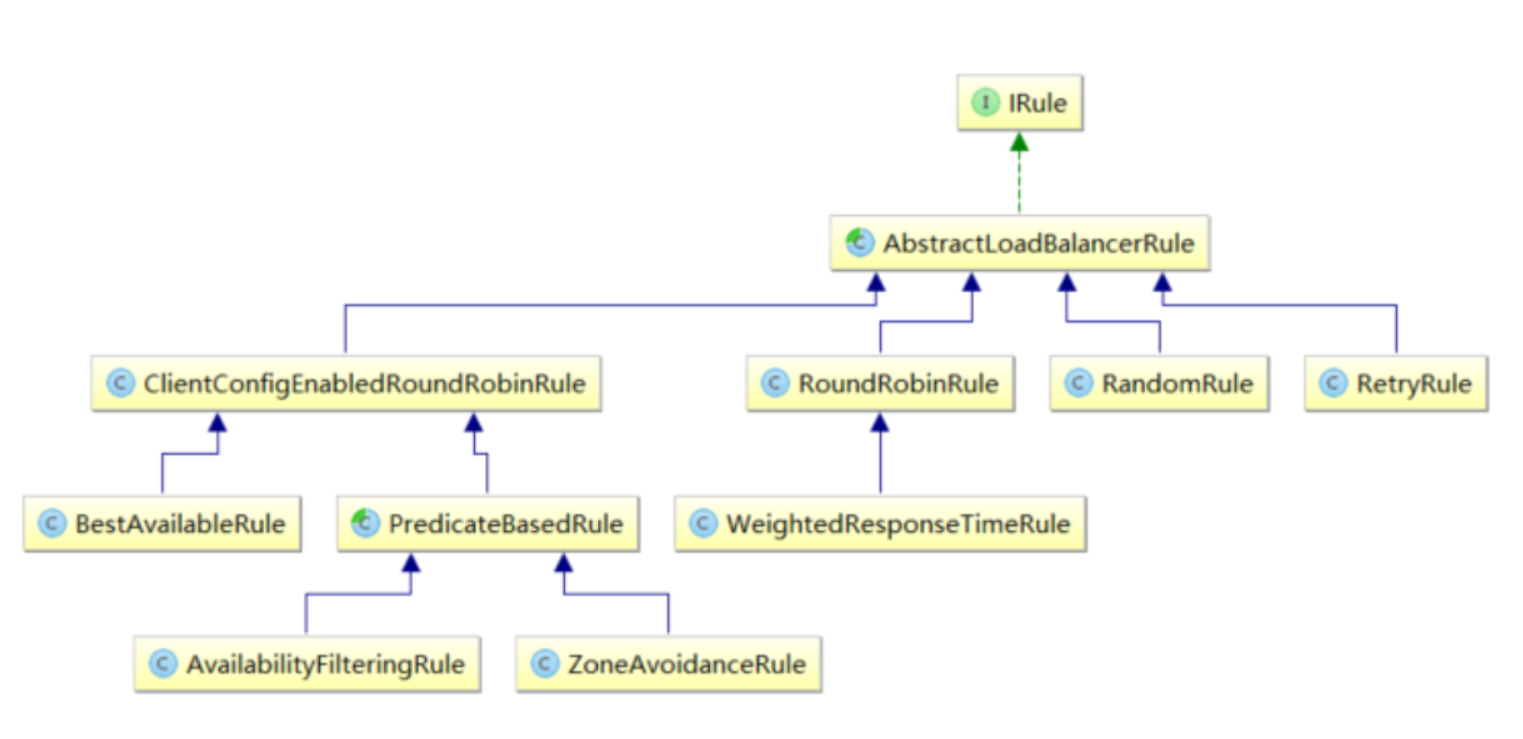 I IRule
C AbstractLoadBalancerRule
C ClientConfigEnabledRoundRobinRule
C RoundRobinRule
C RandomRule
C RetryRule
C BestAvailableRule
C PredicateBasedRule
C WeightedResponseTimeRule
C AvailabilityFilteringRule
C ZoneAvoidanceRule